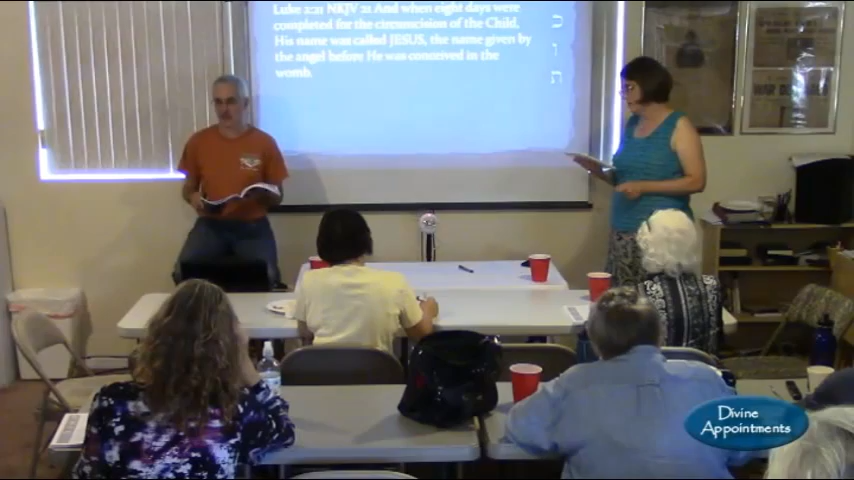 Luke 2:21 NKJV 21 And when eight days were
completed for the circumcision of the Child,
His name was called JESUS, the name given by
the angel before He was conceived in the
womb.
כ
ו
ת
WAR
Divine
Appointments